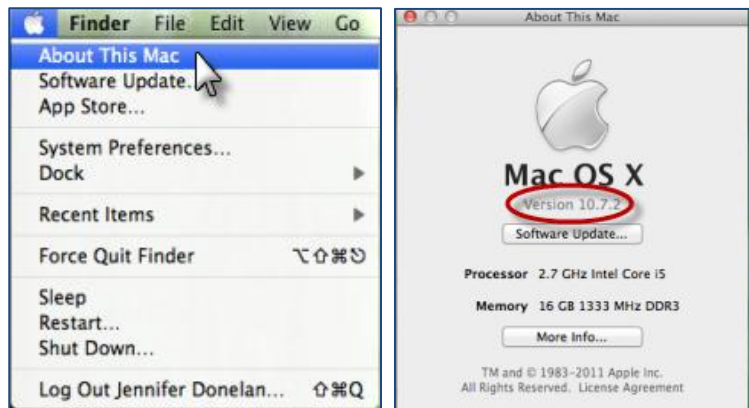 Finder File Edit View Go
About This Mac
Software Update...
App Store...
System Preferences...
Dock
Recent Items
Force Quit Finder ⌥⇧⌘⎋
Sleep
Restart...
Shut Down...
Log Out Jennifer Donelan... ⇧⌘Q
About This Mac
Mac OS X
Version 10.7.2
Software Update...
Processor 2.7 GHz Intel Core i5
Memory 16 GB 1333 MHz DDR3
More Info...
TM and © 1983-2011 Apple Inc.
All Rights Reserved. License Agreement